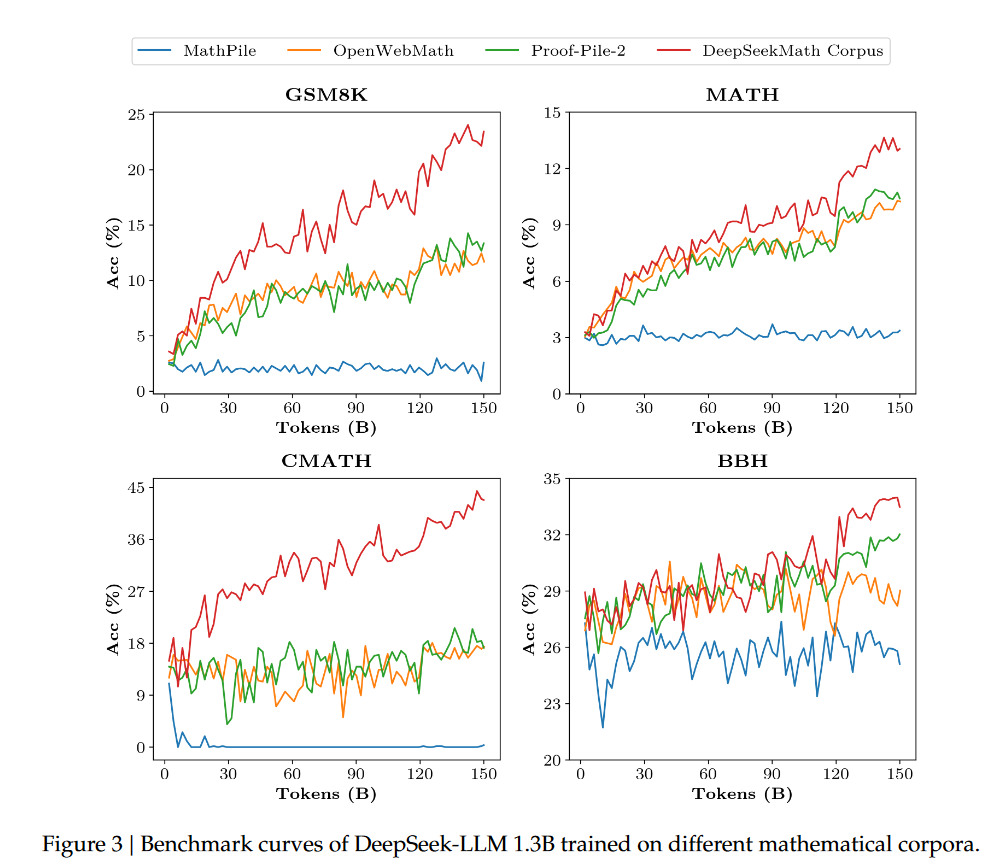 MathPile OpenWebMath Proof-Pile-2 DeepSeekMath Corpus
GSM8K
25
20
15
10
5
0
Acc (%)
0 30 60 90 120 150
Tokens (B)
MATH
15
12
9
6
3
0
Acc (%)
0 30 60 90 120 150
Tokens (B)
CMATH
45
36
27
18
9
0
Acc (%)
0 30 60 90 120 150
Tokens (B)
BBH
35
32
29
26
23
20
Acc (%)
0 30 60 90 120 150
Tokens (B)
Figure 3 | Benchmark curves of DeepSeek-LLM 1.3B trained on different mathematical corpora.